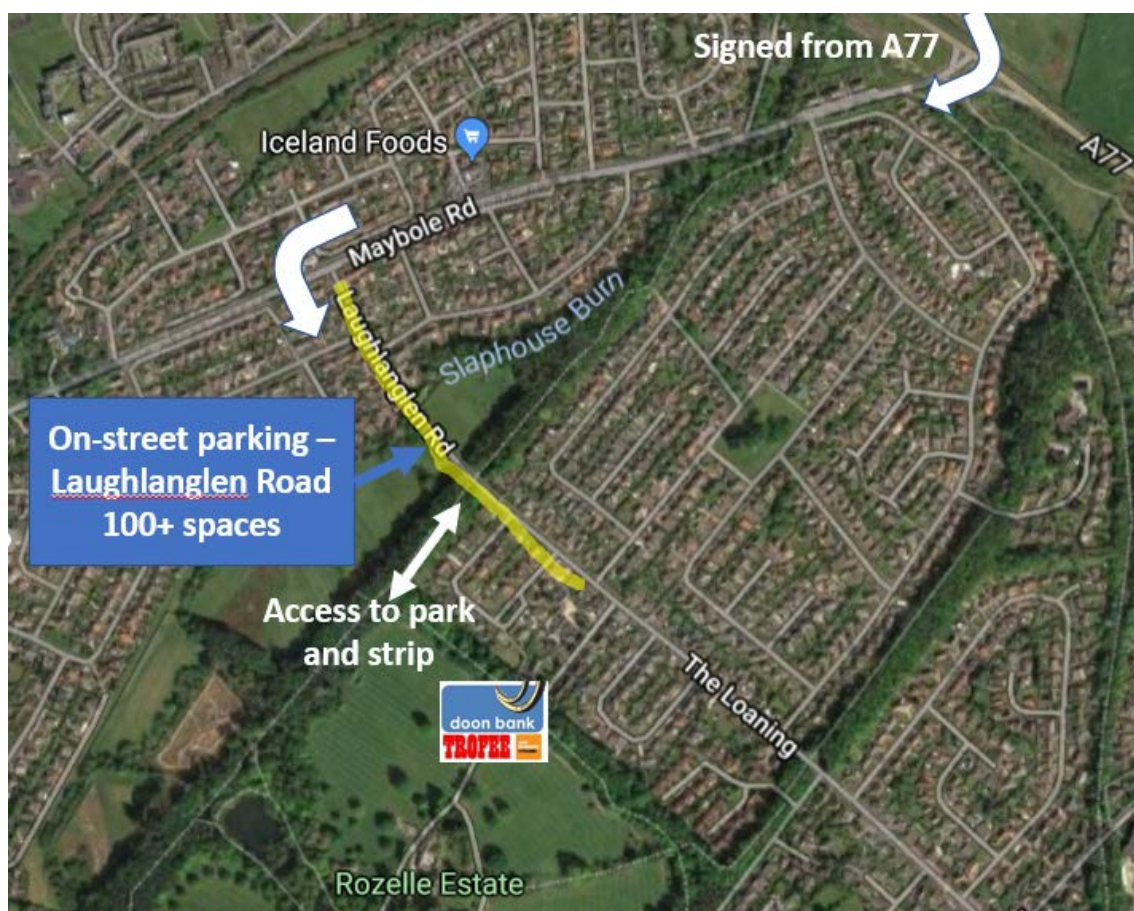 Signed from A77
Iceland Foods
A77
Maybole Rd
Laughlanglen Rd
Slaphouse Burn
On-street parking –
Laughlanglen Road
100+ spaces
Access to park
and strip
doon bank
TROFEE
The Loaning
Rozelle Estate